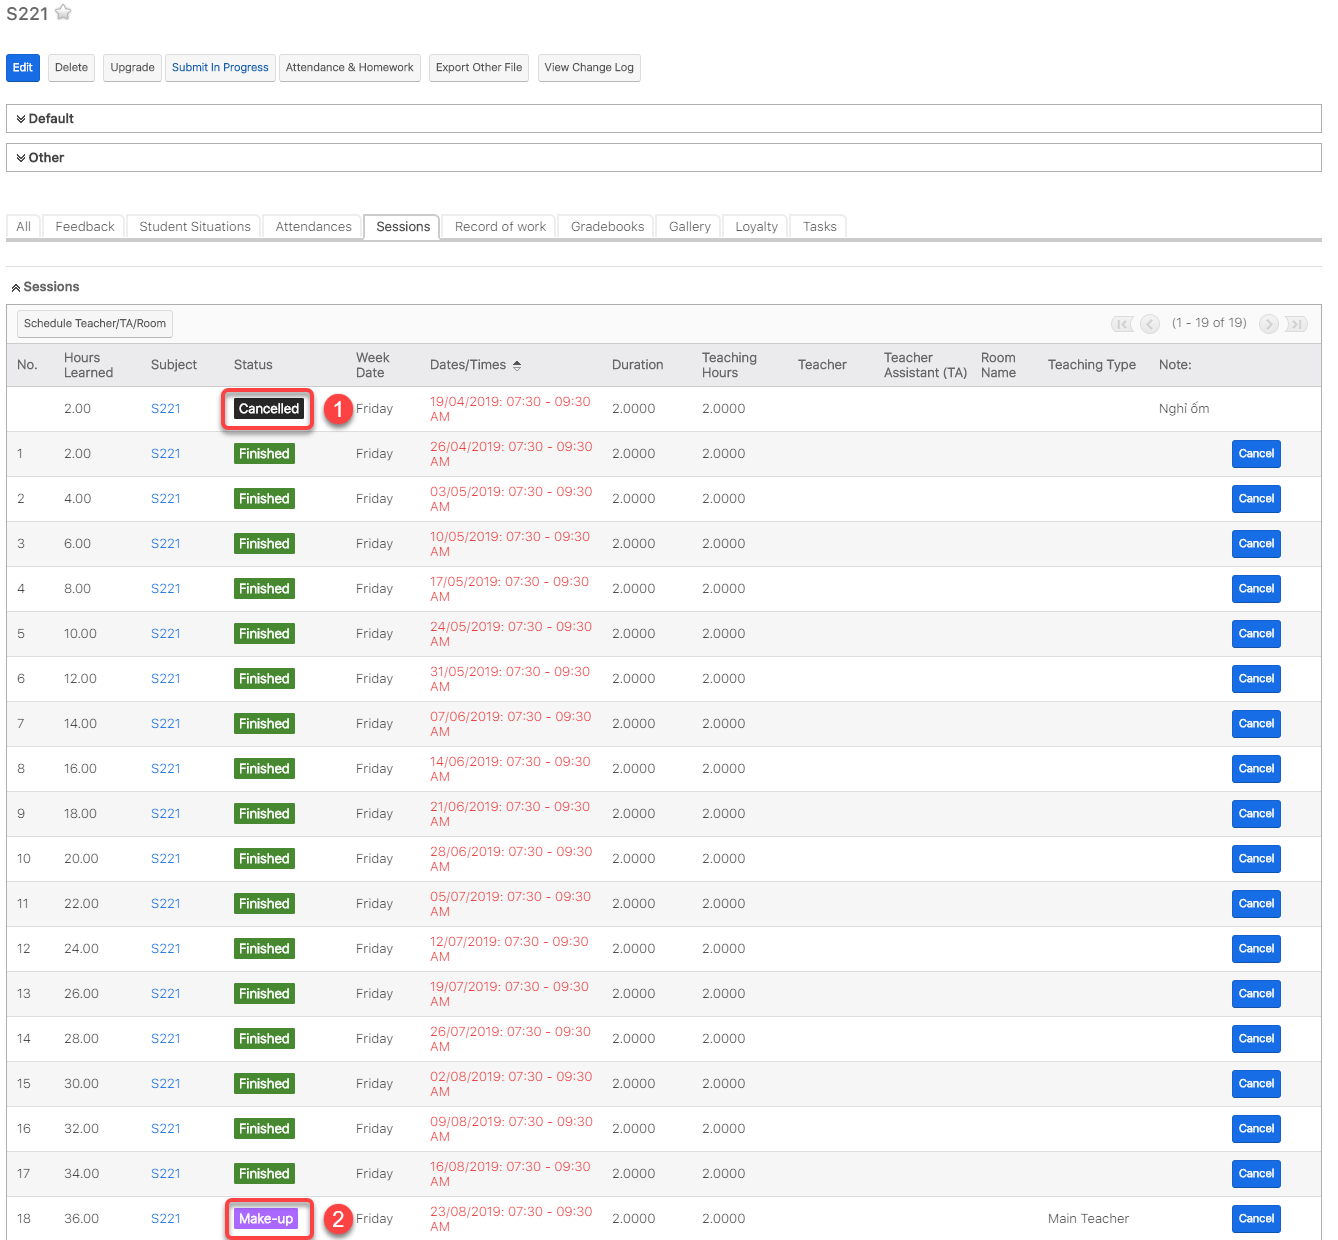 S221
Edit Delete Upgrade Submit In Progress Attendance & Homework Export Other File View Change Log
Default
Other
All Feedback Student Situations Attendances Sessions Record of work Gradebooks Gallery Loyalty Tasks
Sessions
Schedule Teacher/TA/Room (1 - 19 of 19)
No. Hours Learned Subject Status Week Date Dates/Times Duration Teaching Hours Teacher Teacher Assistant (TA) Room Name Teaching Type Note:
2.00 S221 Cancelled 1 Friday 19/04/2019: 07:30 - 09:30 AM 2.0000 2.0000 Nghỉ ốm
1 2.00 S221 Finished Friday 26/04/2019: 07:30 - 09:30 AM 2.0000 2.0000 Cancel
2 4.00 S221 Finished Friday 03/05/2019: 07:30 - 09:30 AM 2.0000 2.0000 Cancel
3 6.00 S221 Finished Friday 10/05/2019: 07:30 - 09:30 AM 2.0000 2.0000 Cancel
4 8.00 S221 Finished Friday 17/05/2019: 07:30 - 09:30 AM 2.0000 2.0000 Cancel
5 10.00 S221 Finished Friday 24/05/2019: 07:30 - 09:30 AM 2.0000 2.0000 Cancel
6 12.00 S221 Finished Friday 31/05/2019: 07:30 - 09:30 AM 2.0000 2.0000 Cancel
7 14.00 S221 Finished Friday 07/06/2019: 07:30 - 09:30 AM 2.0000 2.0000 Cancel
8 16.00 S221 Finished Friday 14/06/2019: 07:30 - 09:30 AM 2.0000 2.0000 Cancel
9 18.00 S221 Finished Friday 21/06/2019: 07:30 - 09:30 AM 2.0000 2.0000 Cancel
10 20.00 S221 Finished Friday 28/06/2019: 07:30 - 09:30 AM 2.0000 2.0000 Cancel
11 22.00 S221 Finished Friday 05/07/2019: 07:30 - 09:30 AM 2.0000 2.0000 Cancel
12 24.00 S221 Finished Friday 12/07/2019: 07:30 - 09:30 AM 2.0000 2.0000 Cancel
13 26.00 S221 Finished Friday 19/07/2019: 07:30 - 09:30 AM 2.0000 2.0000 Cancel
14 28.00 S221 Finished Friday 26/07/2019: 07:30 - 09:30 AM 2.0000 2.0000 Cancel
15 30.00 S221 Finished Friday 02/08/2019: 07:30 - 09:30 AM 2.0000 2.0000 Cancel
16 32.00 S221 Finished Friday 09/08/2019: 07:30 - 09:30 AM 2.0000 2.0000 Cancel
17 34.00 S221 Finished Friday 16/08/2019: 07:30 - 09:30 AM 2.0000 2.0000 Cancel
18 36.00 S221 Make-up 2 Friday 23/08/2019: 07:30 - 09:30 AM 2.0000 2.0000 Main Teacher Cancel